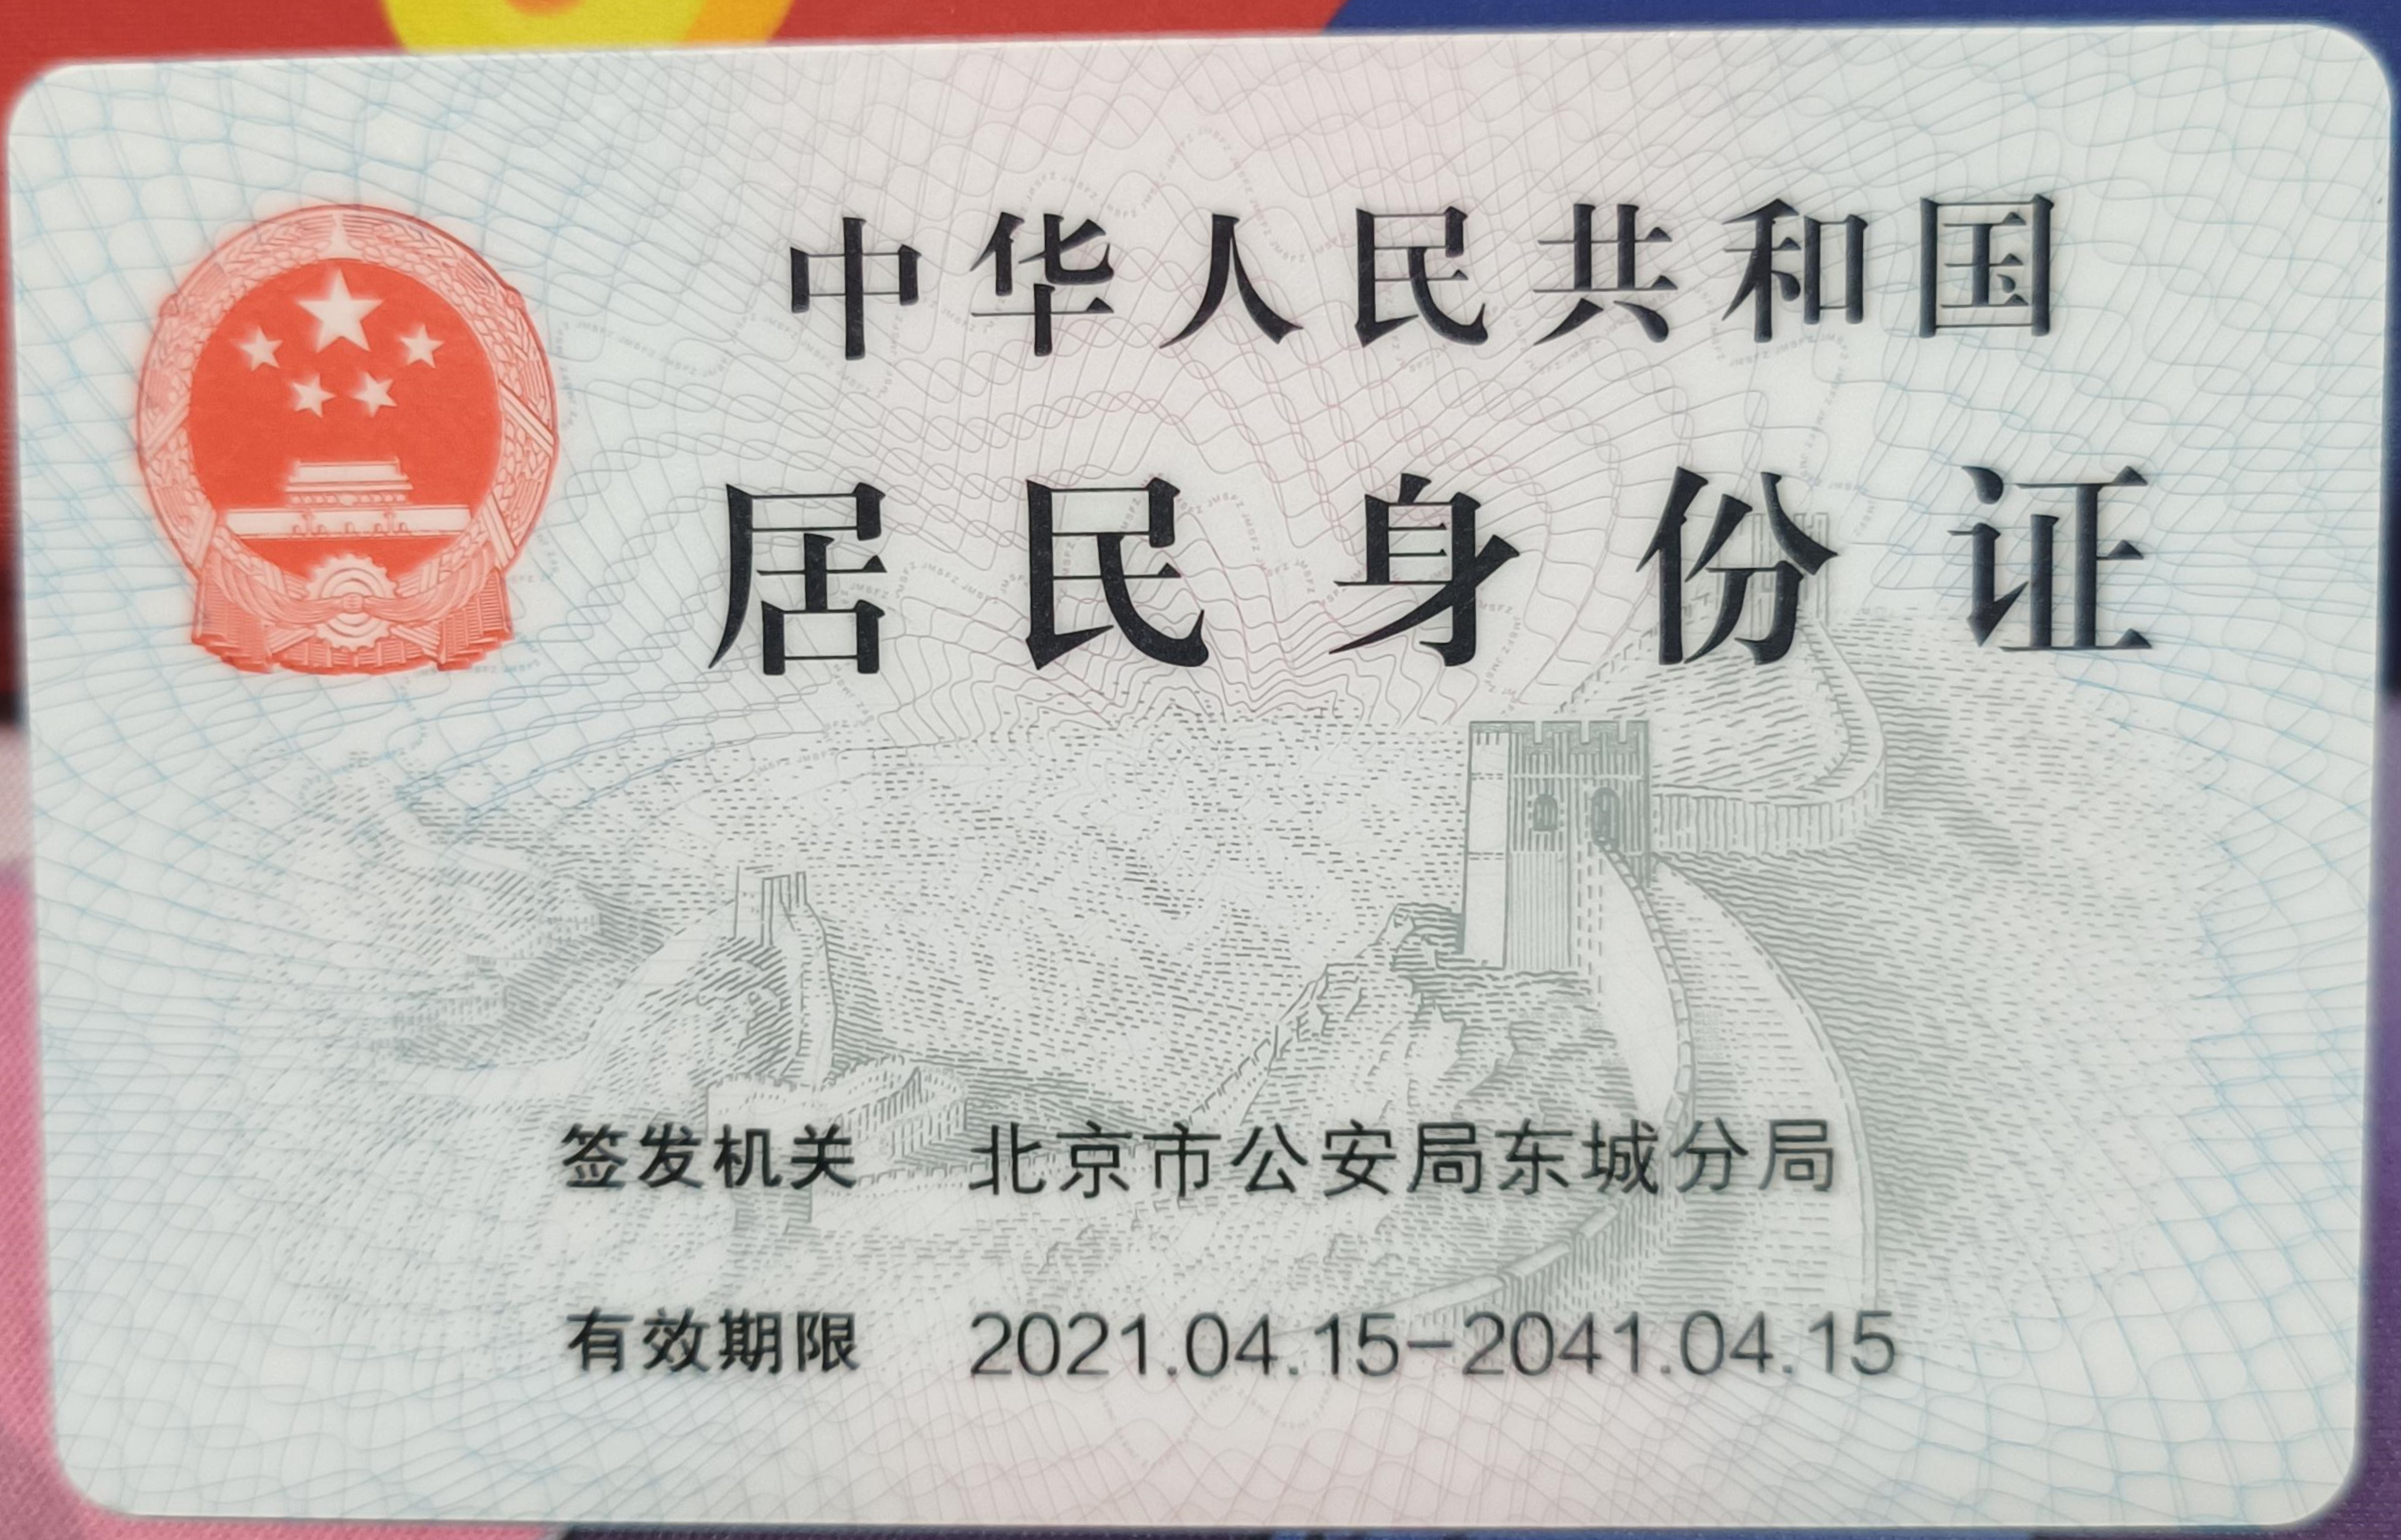 中华人民共和国
居民身份证
签发机关 北京市公安局东城分局
有效期限 2021.04.15-2041.04.15